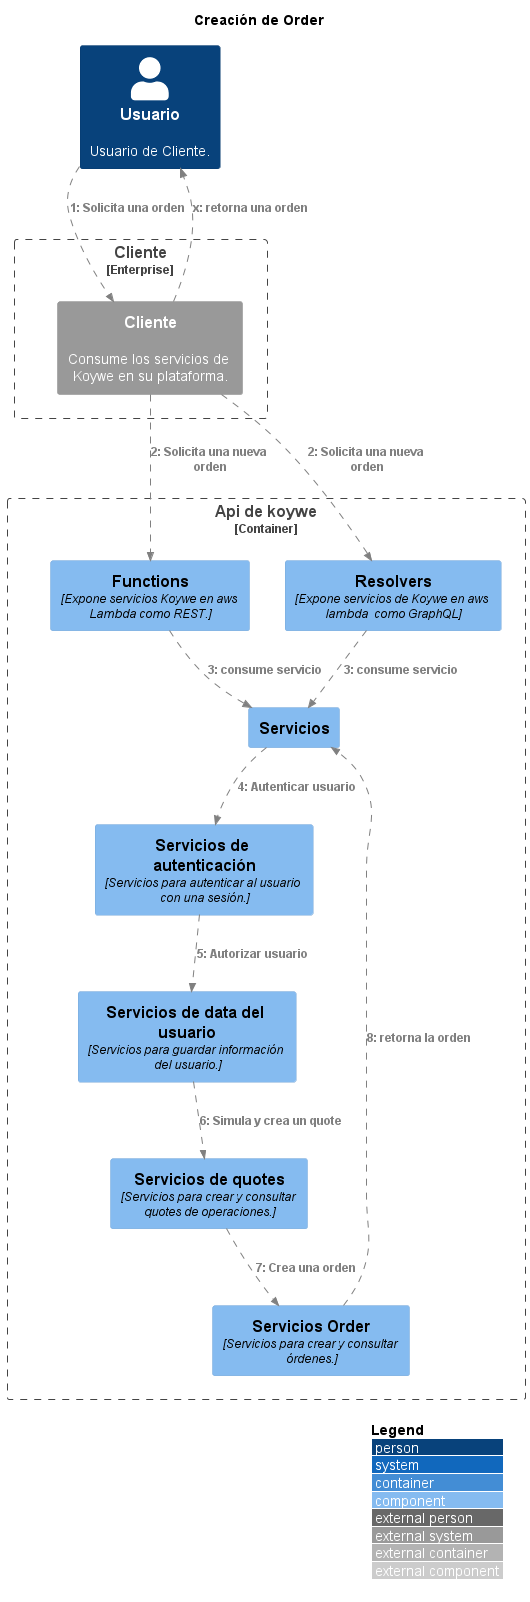 Creación de Order
Usuario
Usuario de Cliente.
1: Solicita una orden
x: retorna una orden
Cliente
[Enterprise]
Cliente
Consume los servicios de
Koywe en su plataforma.
2: Solicita una nueva
orden
2: Solicita una nueva
orden
Api de koywe
[Container]
Functions
[Expone servicios Koywe en aws
Lambda como REST.]
Resolvers
[Expone servicios de Koywe en aws
lambda  como GraphQL]
3: consume servicio
3: consume servicio
Servicios
4: Autenticar usuario
Servicios de
autenticación
[Servicios para autenticar al usuario
con una sesión.]
5: Autorizar usuario
Servicios de data del
usuario
[Servicios para guardar información
del usuario.]
8: retorna la orden
6: Simula y crea un quote
Servicios de quotes
[Servicios para crear y consultar
quotes de operaciones.]
7: Crea una orden
Servicios Order
[Servicios para crear y consultar
órdenes.]
Legend
person
system
container
component
external person
external system
external container
external component